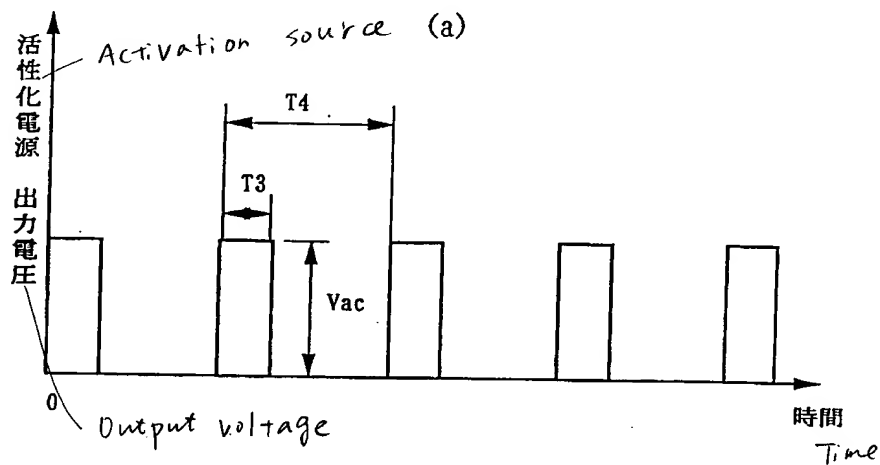 活性化電源 出力電圧
Activation source (a)
T4
T3
Vac
0
Output voltage
時間
Time